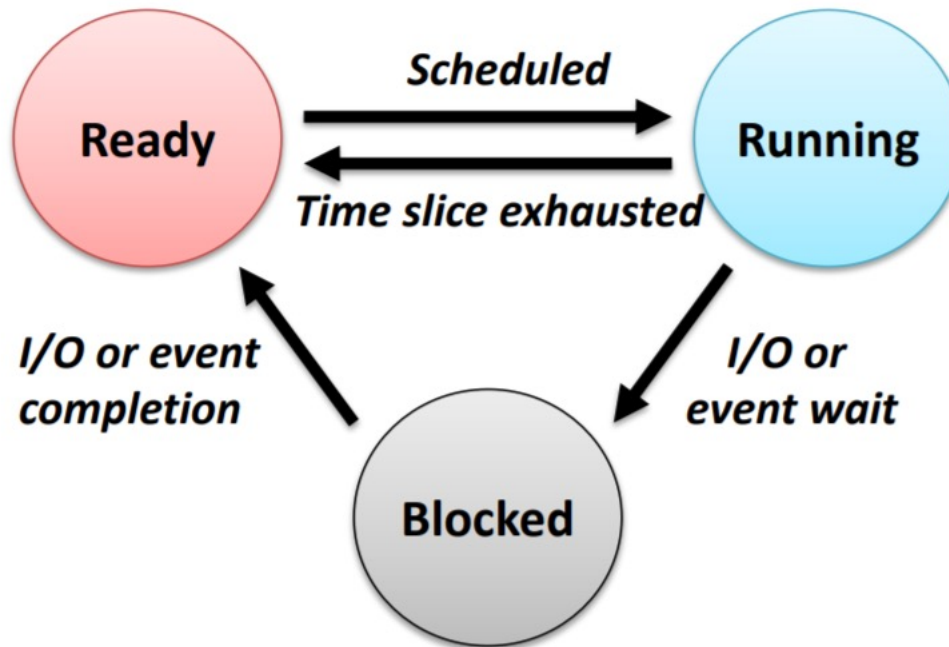 Scheduled
Ready
Running
Time slice exhausted
I/O or event
completion
I/O or
event wait
Blocked